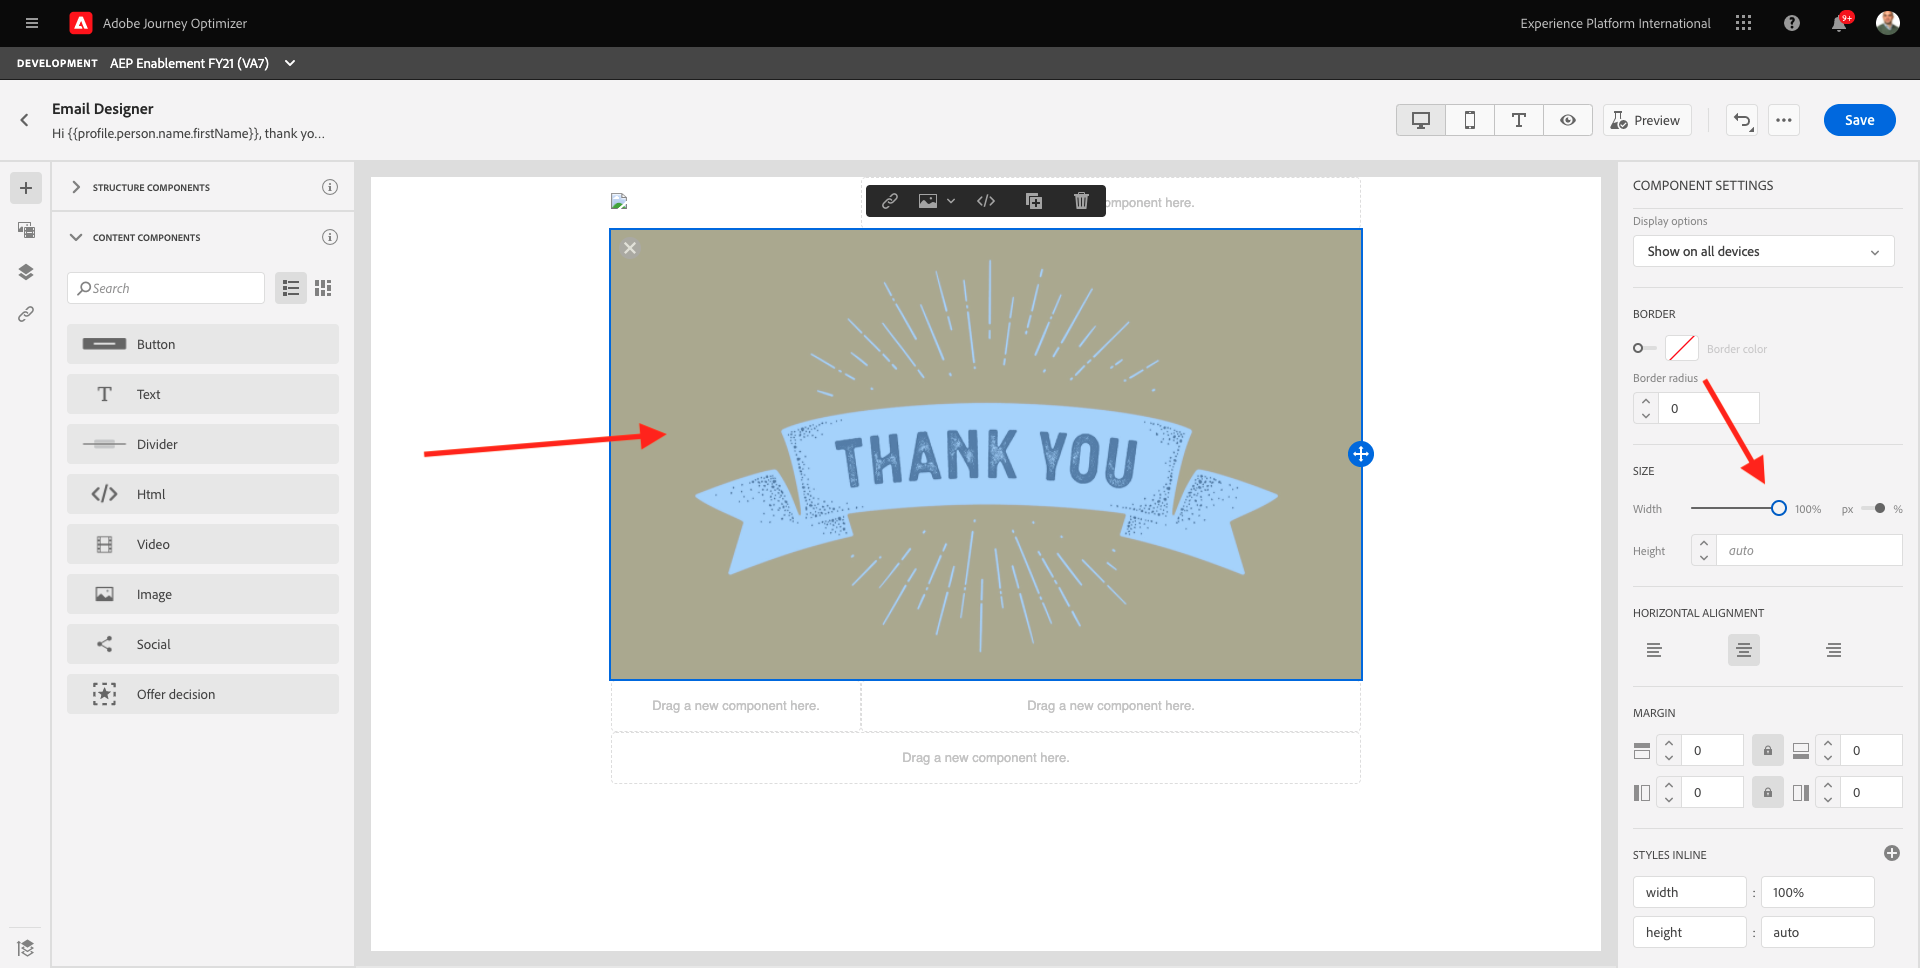 Adobe Journey Optimizer
Experience Platform International
9+
DEVELOPMENT AEP Enablement FY21 (VA7)
Email Designer
Hi {{profile.person.name.firstName}}, thank yo...
Preview
Save
STRUCTURE COMPONENTS
CONTENT COMPONENTS
Search
Button
Text
Divider
Html
Video
Image
Social
Offer decision
omponent here.
THANK YOU
Drag a new component here.
Drag a new component here.
Drag a new component here.
COMPONENT SETTINGS
Display options
Show on all devices
BORDER
Border color
Border radius
0
SIZE
Width 100% px %
Height auto
HORIZONTAL ALIGNMENT
MARGIN
0 0
0 0
STYLES INLINE
width : 100%
height : auto